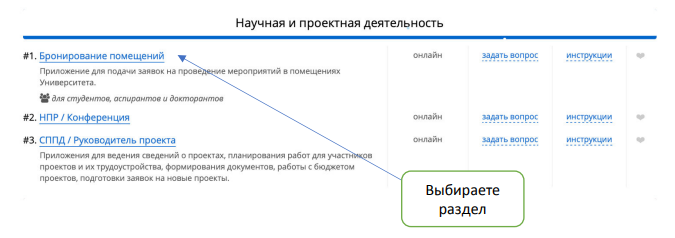 Научная и проектная деятельность
#1. Бронирование помещений онлайн задать вопрос инструкции
Приложение для подачи заявок на проведение мероприятий в помещениях
Университета.
для студентов, аспирантов и докторантов
#2. НПР / Конференция онлайн задать вопрос инструкции
#3. СППД / Руководитель проекта онлайн задать вопрос инструкции
Приложения для ведения сведений о проектах, планирования работ для участников
проектов и их трудоустройства, формирования документов, работы с бюджетом
проектов, подготовки заявок на новые проекты.
Выбираете
раздел